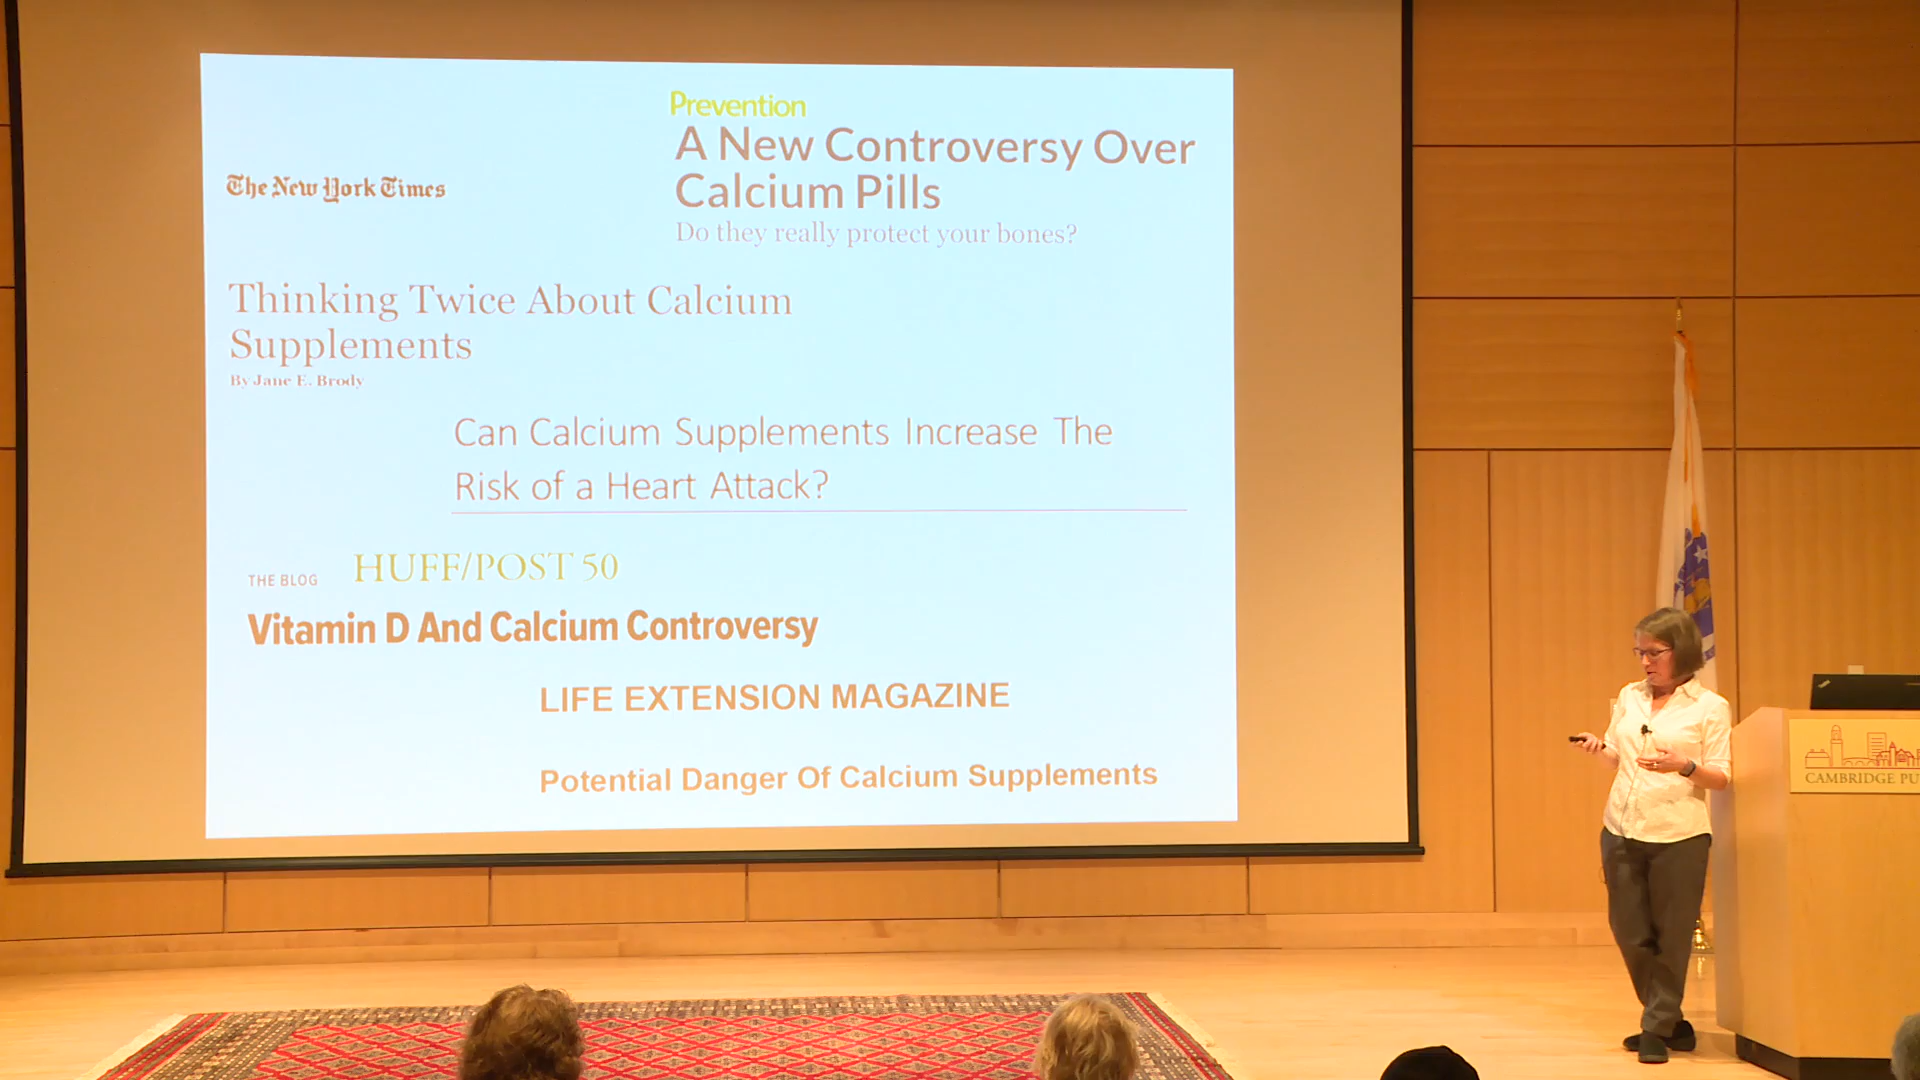 Prevention
A New Controversy Over
Calcium Pills
Do they really protect your bones?
The New York Times
Thinking Twice About Calcium
Supplements
By Jane E. Brody
Can Calcium Supplements Increase The
Risk of a Heart Attack?
THE BLOG HUFF/POST 50
Vitamin D And Calcium Controversy
LIFE EXTENSION MAGAZINE
Potential Danger Of Calcium Supplements
CAMBRIDGE PU